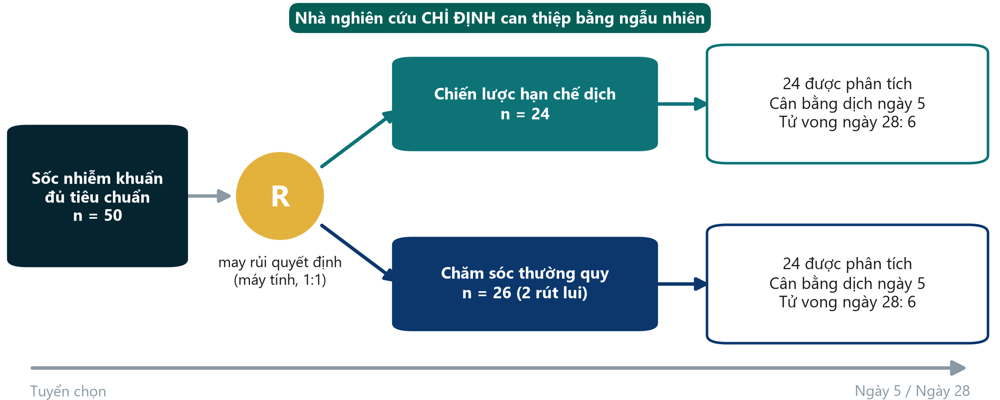 Nhà nghiên cứu CHỈ ĐỊNH can thiệp bằng ngẫu nhiên
Sốc nhiễm khuẩn
đủ tiêu chuẩn
n = 50
R
may rủi quyết định
(máy tính, 1:1)
Chiến lược hạn chế dịch
n = 24
24 được phân tích
Cân bằng dịch ngày 5
Tử vong ngày 28: 6
Chăm sóc thường quy
n = 26 (2 rút lui)
24 được phân tích
Cân bằng dịch ngày 5
Tử vong ngày 28: 6
Tuyển chọn
Ngày 5 / Ngày 28